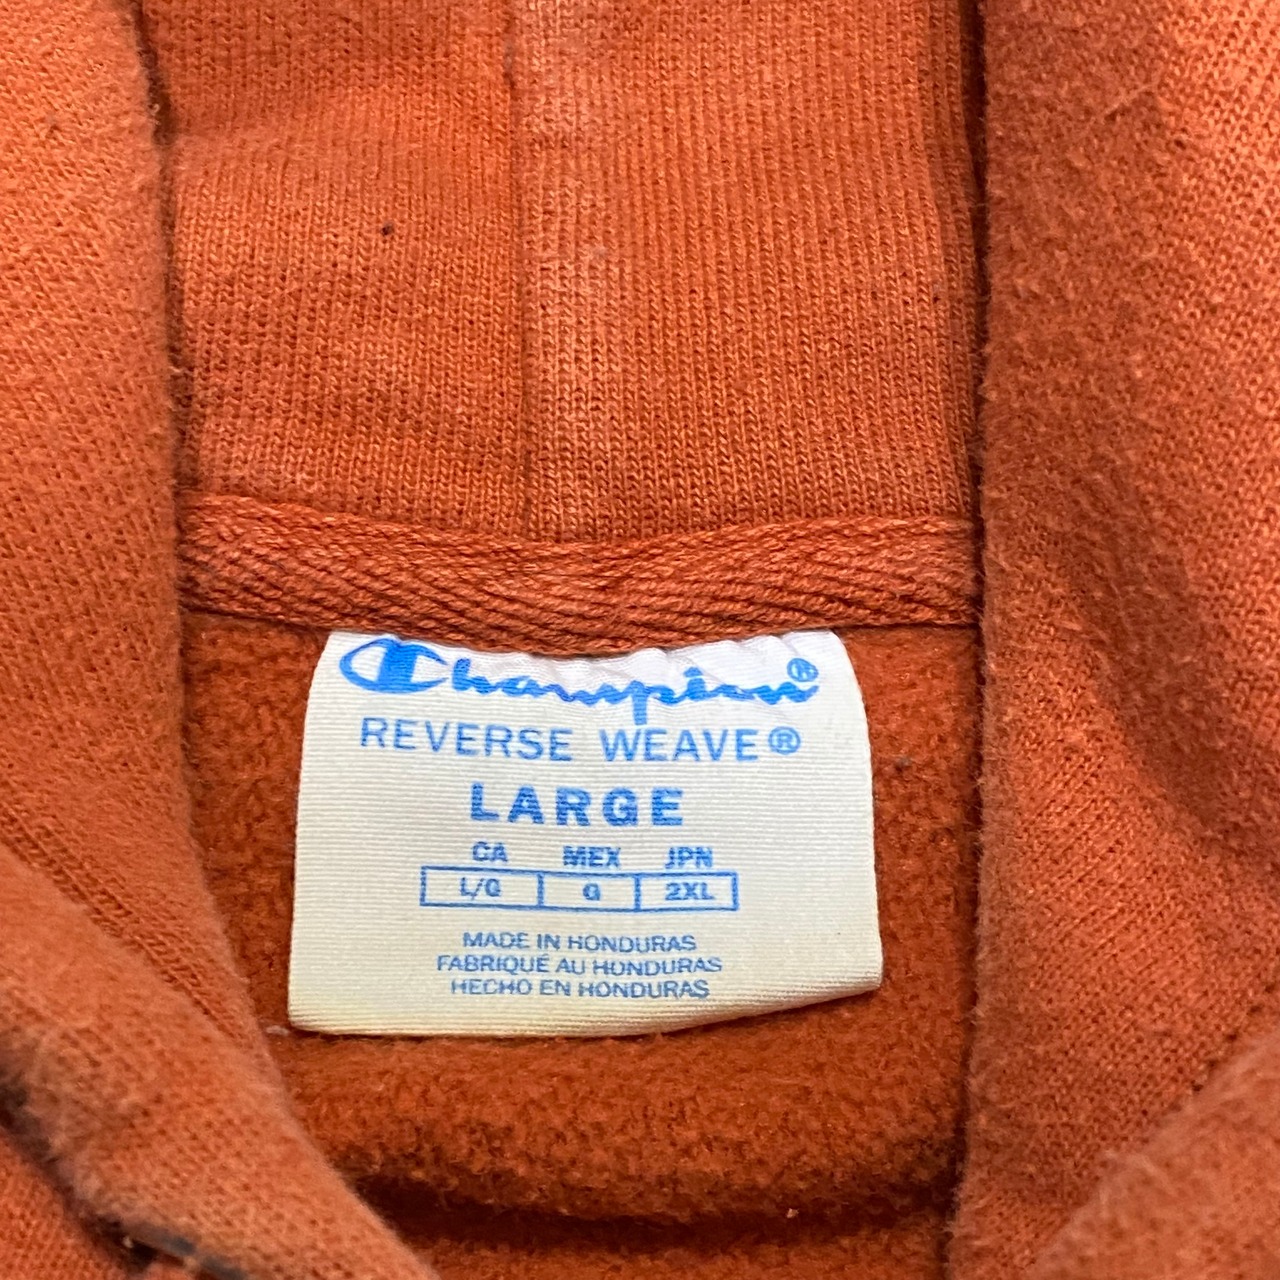 Champion®
REVERSE WEAVE®
LARGE
CA MEX JPN
L/G G 2XL
MADE IN HONDURAS
FABRIQUÉ AU HONDURAS
HECHO EN HONDURAS